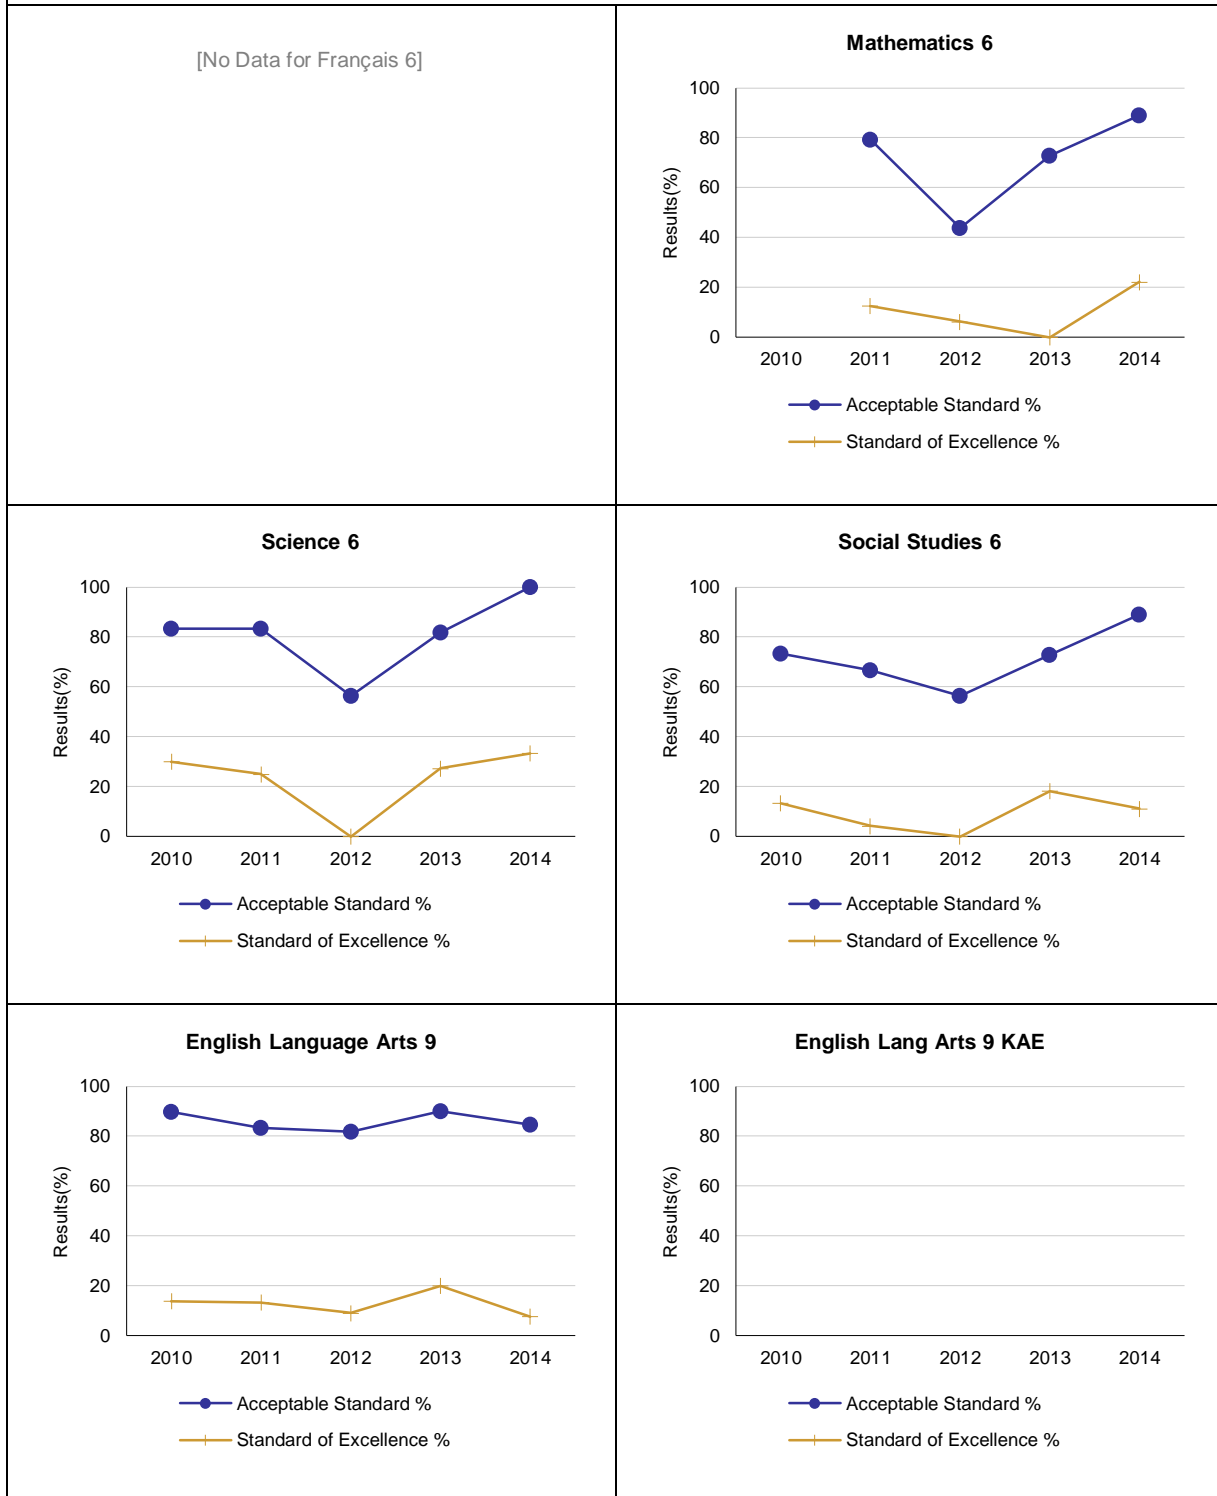 [No Data for Français 6]
Mathematics 6
Results(%)
100
80
60
40
20
0
2010 2011 2012 2013 2014
Acceptable Standard %
Standard of Excellence %
Science 6
Results(%)
100
80
60
40
20
0
2010 2011 2012 2013 2014
Acceptable Standard %
Standard of Excellence %
Social Studies 6
Results(%)
100
80
60
40
20
0
2010 2011 2012 2013 2014
Acceptable Standard %
Standard of Excellence %
English Language Arts 9
Results(%)
100
80
60
40
20
0
2010 2011 2012 2013 2014
Acceptable Standard %
Standard of Excellence %
English Lang Arts 9 KAE
Results(%)
100
80
60
40
20
0
2010 2011 2012 2013 2014
Acceptable Standard %
Standard of Excellence %